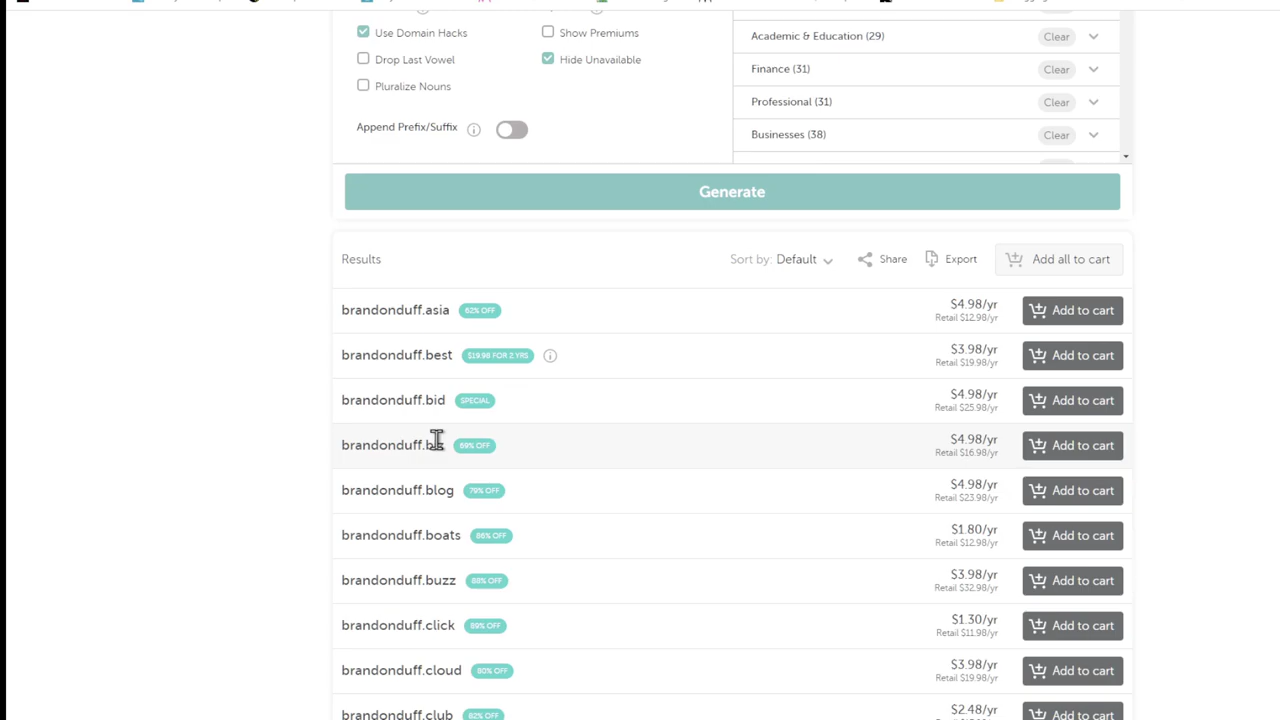 Use Domain Hacks
Show Premiums
Drop Last Vowel
Hide Unavailable
Pluralize Nouns
Append Prefix/Suffix
Academic & Education (29) Clear
Finance (31) Clear
Professional (31) Clear
Businesses (38) Clear
Generate
Results Sort by: Default Share Export Add all to cart
brandonduff.asia 62% OFF $4.98/yr Add to cart
Retail $12.98/yr
brandonduff.best $19.98 FOR 2 YRS $3.98/yr Add to cart
Retail $19.98/yr
brandonduff.bid SPECIAL $4.98/yr Add to cart
Retail $25.98/yr
69% OFF $4.98/yr Add to cart
Retail $16.98/yr
brandonduff.blog 79% OFF $4.98/yr Add to cart
Retail $23.98/yr
brandonduff.boats 86% OFF $1.80/yr Add to cart
Retail $12.98/yr
brandonduff.buzz 88% OFF $3.98/yr Add to cart
Retail $32.98/yr
brandonduff.click 89% OFF $1.30/yr Add to cart
Retail $11.98/yr
brandonduff.cloud 80% OFF $3.98/yr Add to cart
Retail $19.98/yr
brandonduff.club 82% OFF $2.48/yr Add to cart